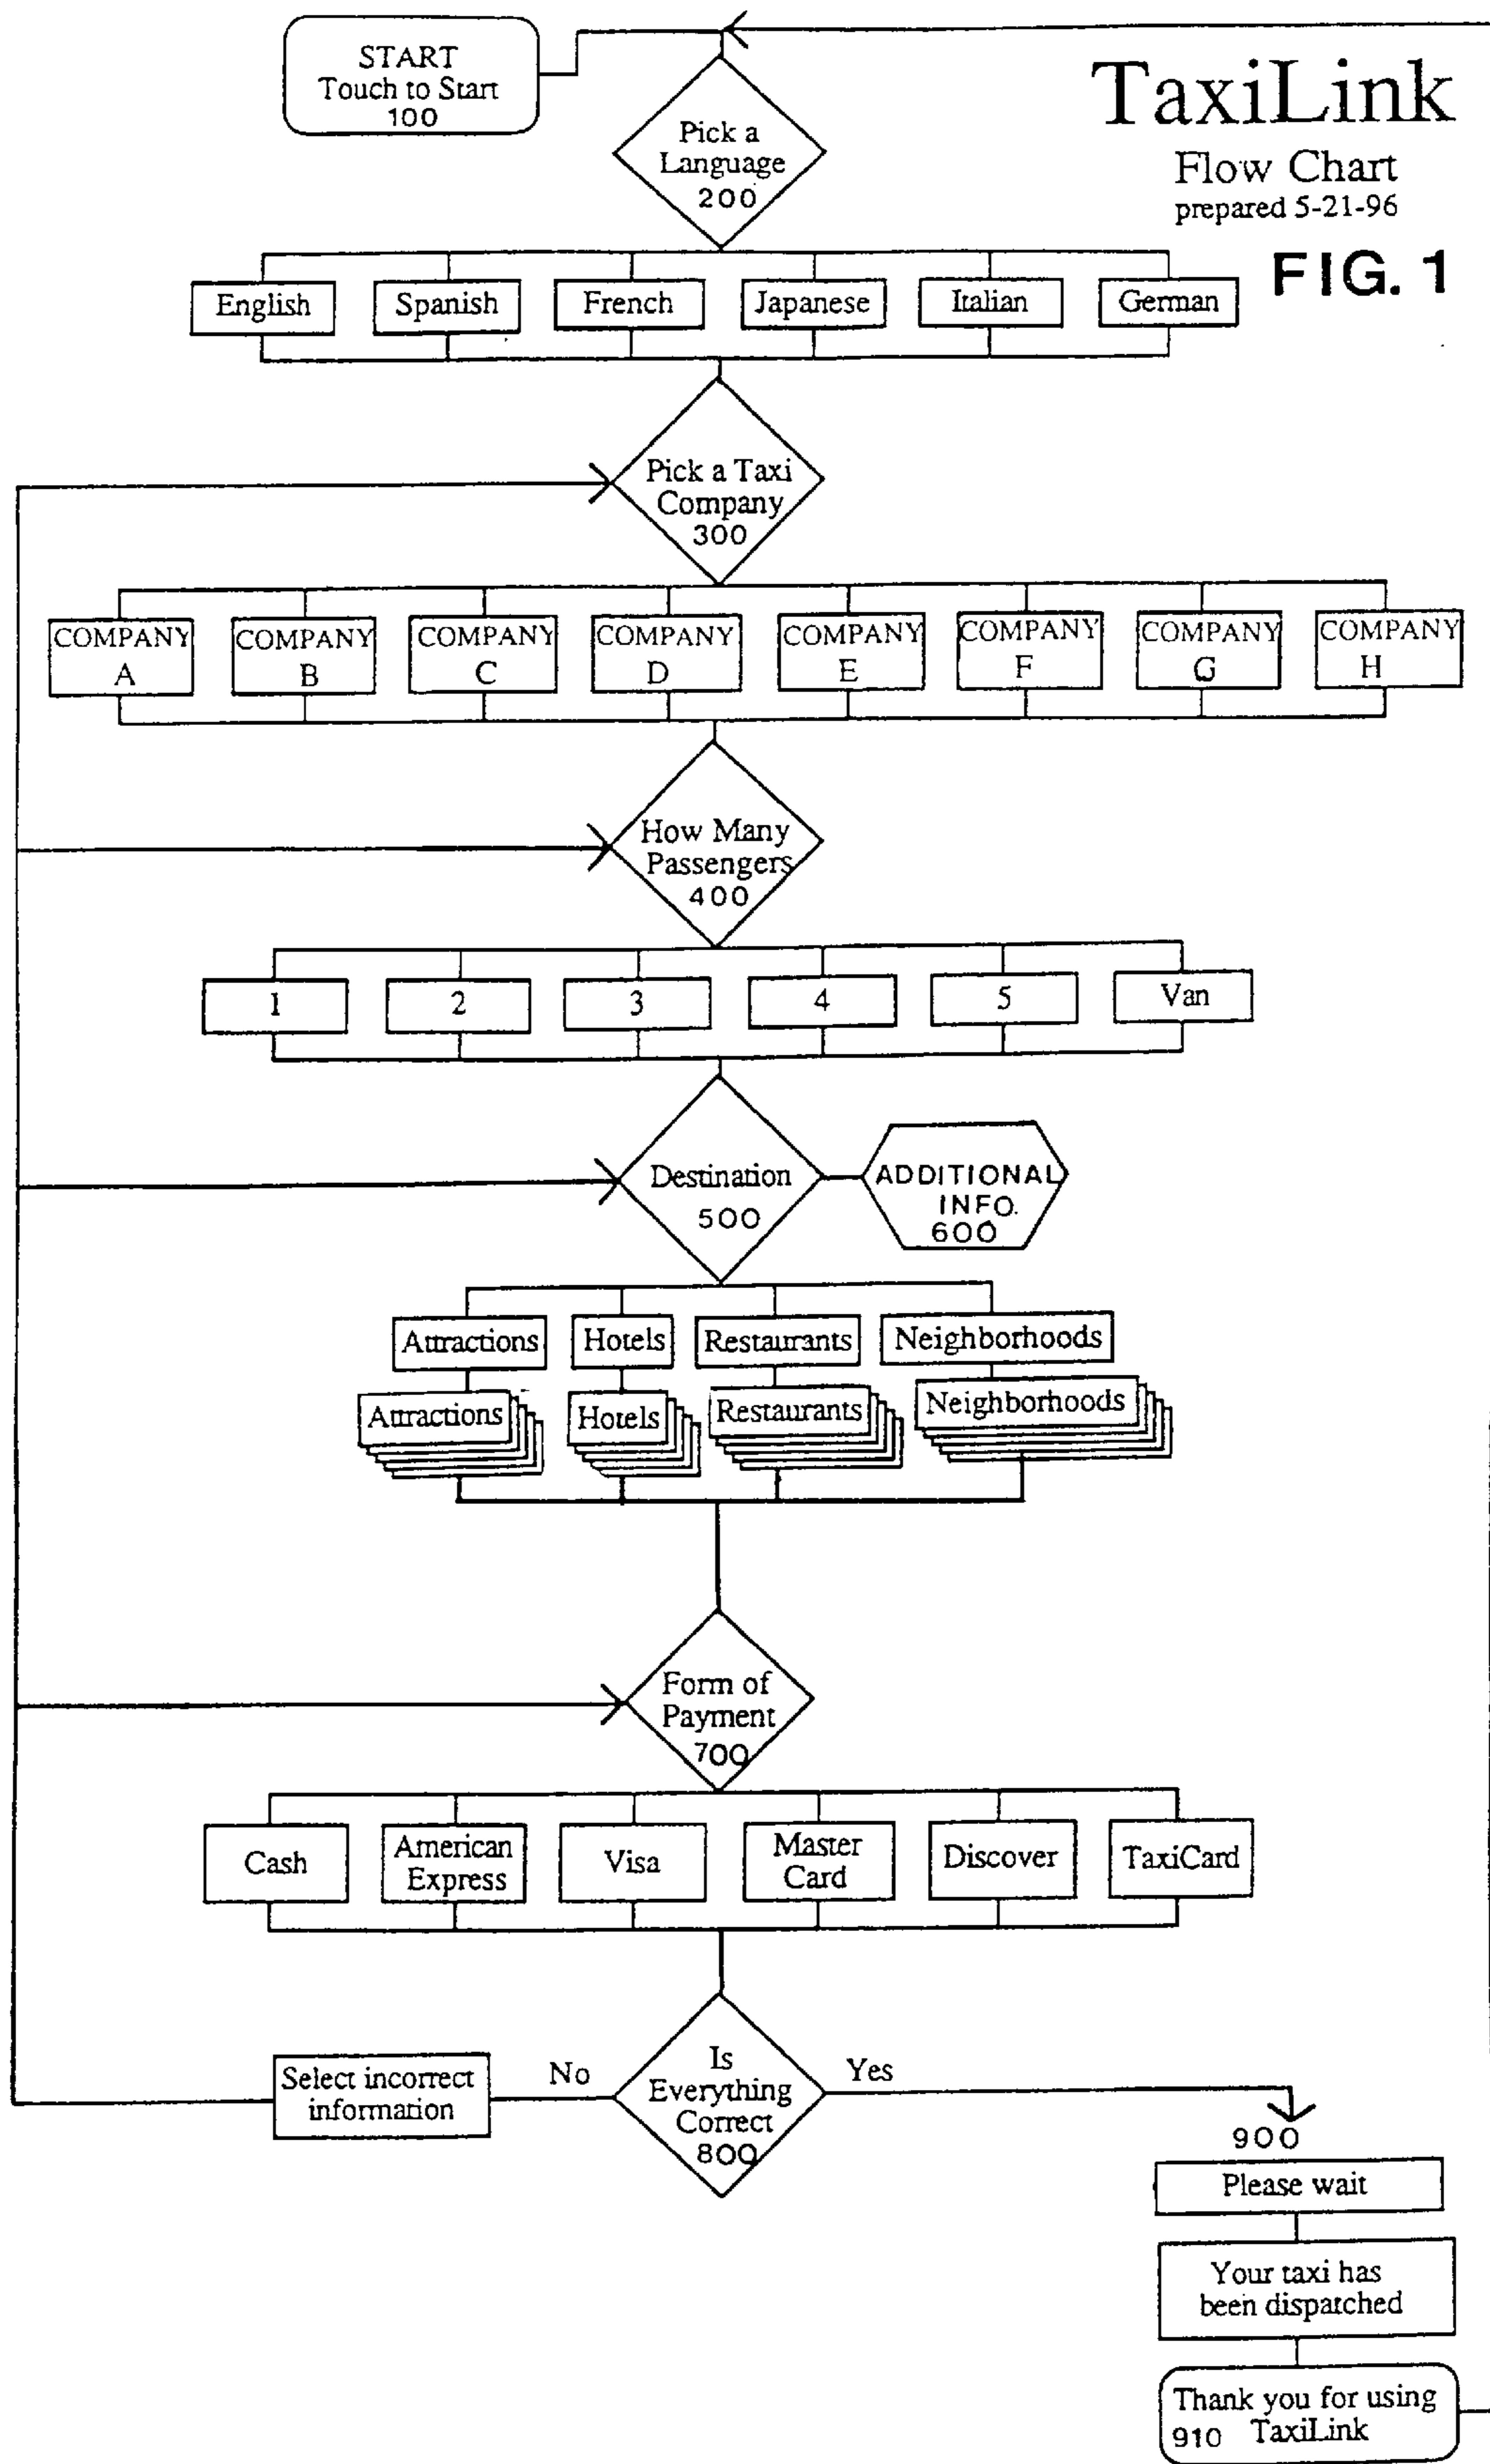 START
Touch to Start
100
TaxiLink
Flow Chart
prepared 5-21-96
FIG. 1
Pick a
Language
200
English
Spanish
French
Japanese
Italian
German
Pick a Taxi
Company
300
COMPANY
A
COMPANY
B
COMPANY
C
COMPANY
D
COMPANY
E
COMPANY
F
COMPANY
G
COMPANY
H
How Many
Passengers
400
1
2
3
4
5
Van
Destination
500
ADDITIONAL
INFO.
600
Attractions
Hotels
Restaurants
Neighborhoods
Attractions
Hotels
Restaurants
Neighborhoods
Form of
Payment
700
Cash
American
Express
Visa
Master
Card
Discover
TaxiCard
Is
Everything
Correct
800
No
Yes
Select incorrect
information
900
Please wait
Your taxi has
been dispatched
Thank you for using
910 TaxiLink